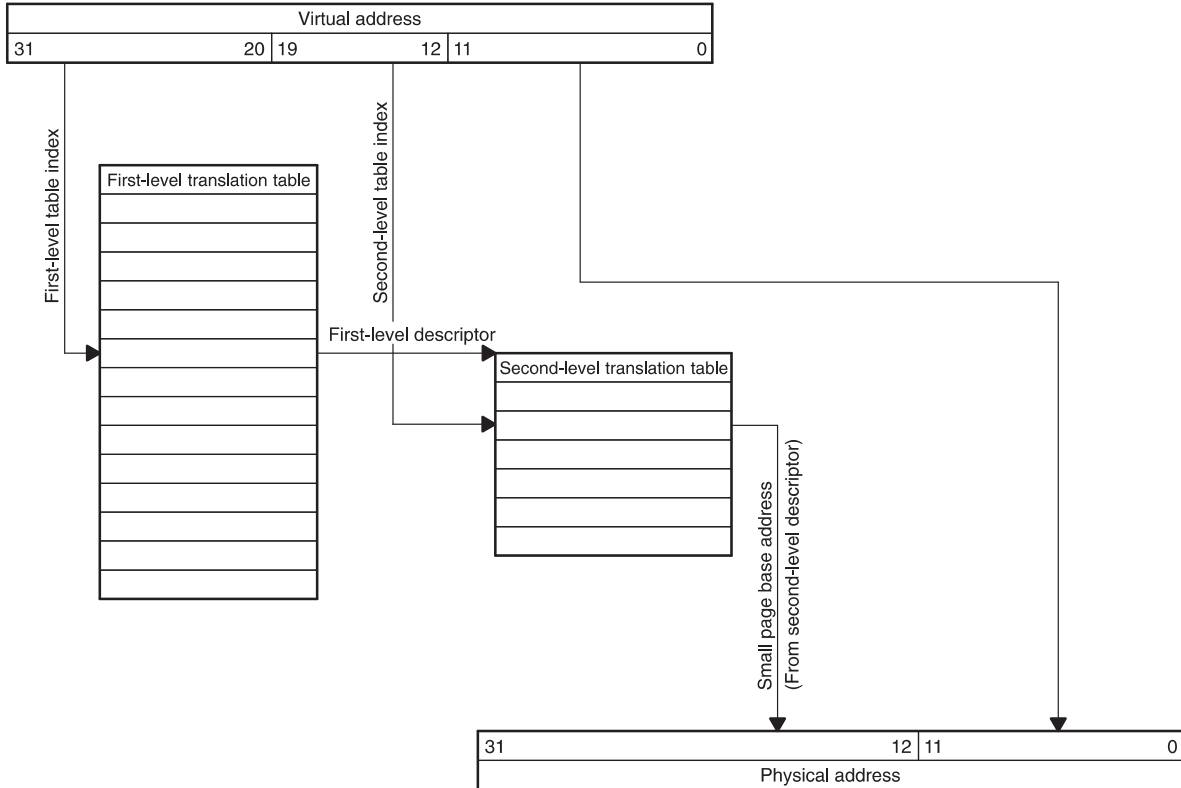 Virtual address
31 20 19 12 11 0
First-level table index
Second-level table index
First-level translation table
First-level descriptor
Second-level translation table
Small page base address
(From second-level descriptor)
31 12 11 0
Physical address